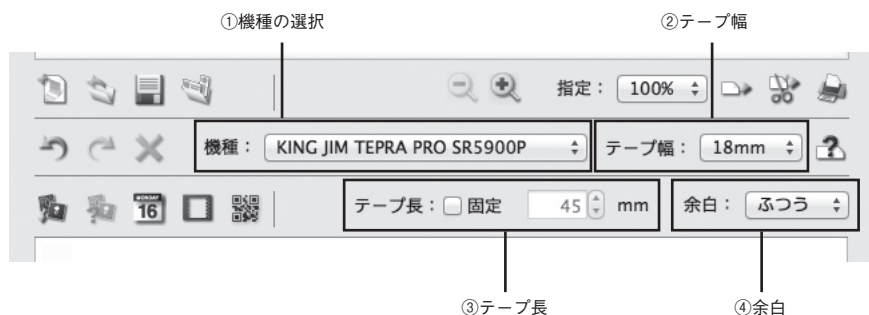 ①機種の選択 ②テープ幅
指定： 100%
機種： KING JIM TEPRA PRO SR5900P テープ幅： 18mm ?
MONDAY
16
テープ長： 固定 45 mm 余白： ふつう
③テープ長 ④余白